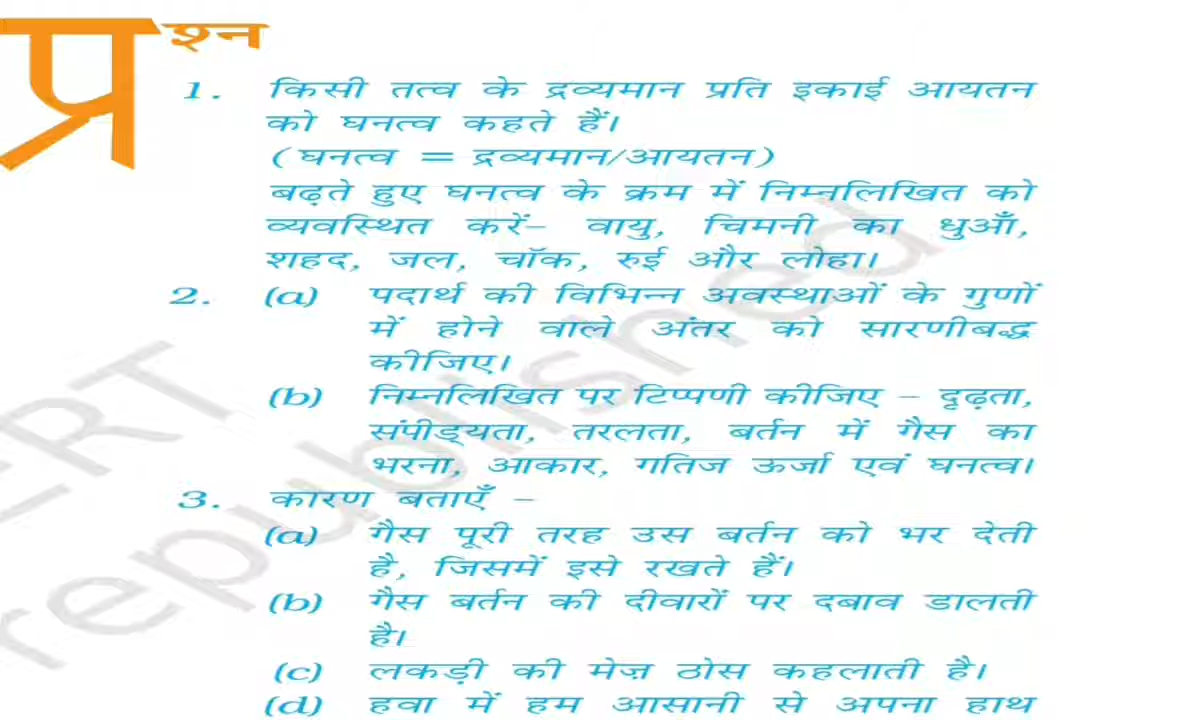 प्रश्न
1. किसी तत्व के द्रव्यमान प्रति इकाई आयतन
को घनत्व कहते हैं।
(घनत्व = द्रव्यमान/आयतन)
बढ़ते हुए घनत्व के क्रम में निम्नलिखित को
व्यवस्थित करें– वायु, चिमनी का धुआँ,
शहद, जल, चॉक, रुई और लोहा।
2. (a) पदार्थ की विभिन्न अवस्थाओं के गुणों
में होने वाले अंतर को सारणीबद्ध
कीजिए।
(b) निम्नलिखित पर टिप्पणी कीजिए – दृढ़ता,
संपीड्यता, तरलता, बर्तन में गैस का
भरना, आकार, गतिज ऊर्जा एवं घनत्व।
3. कारण बताएँ –
(a) गैस पूरी तरह उस बर्तन को भर देती
है, जिसमें इसे रखते हैं।
(b) गैस बर्तन की दीवारों पर दबाव डालती
है।
(c) लकड़ी की मेज़ ठोस कहलाती है।
(d) हवा में हम आसानी से अपना हाथ
ERT
republished